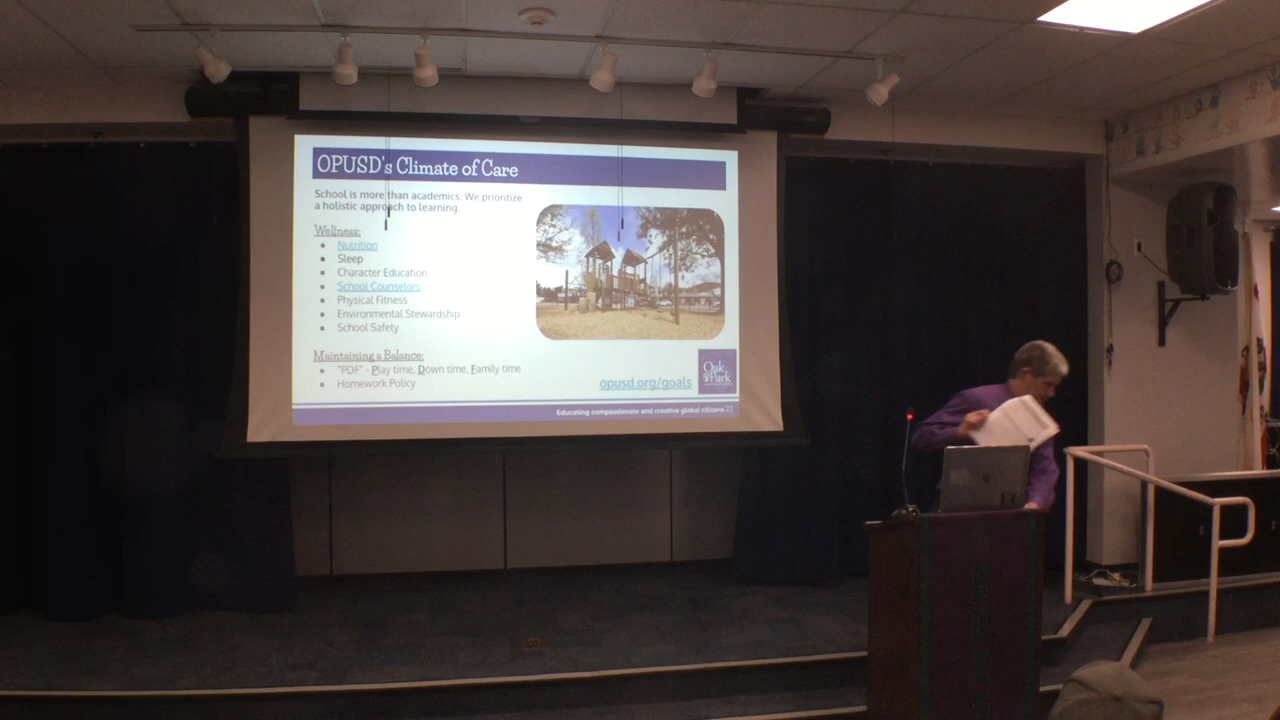 OPUSD's Climate of Care
School is more than academics. We prioritize
a holistic approach to learning
Wellness:
• Nutrition
• Sleep
• Character Education
• School Counselors
• Physical Fitness
• Environmental Stewardship
• School Safety
Maintaining a Balance:
• "PDF" - Play time, Down time, Family time
• Homework Policy
opusd.org/goals
Oak
Park
Educating compassionate and creative global citizens 23